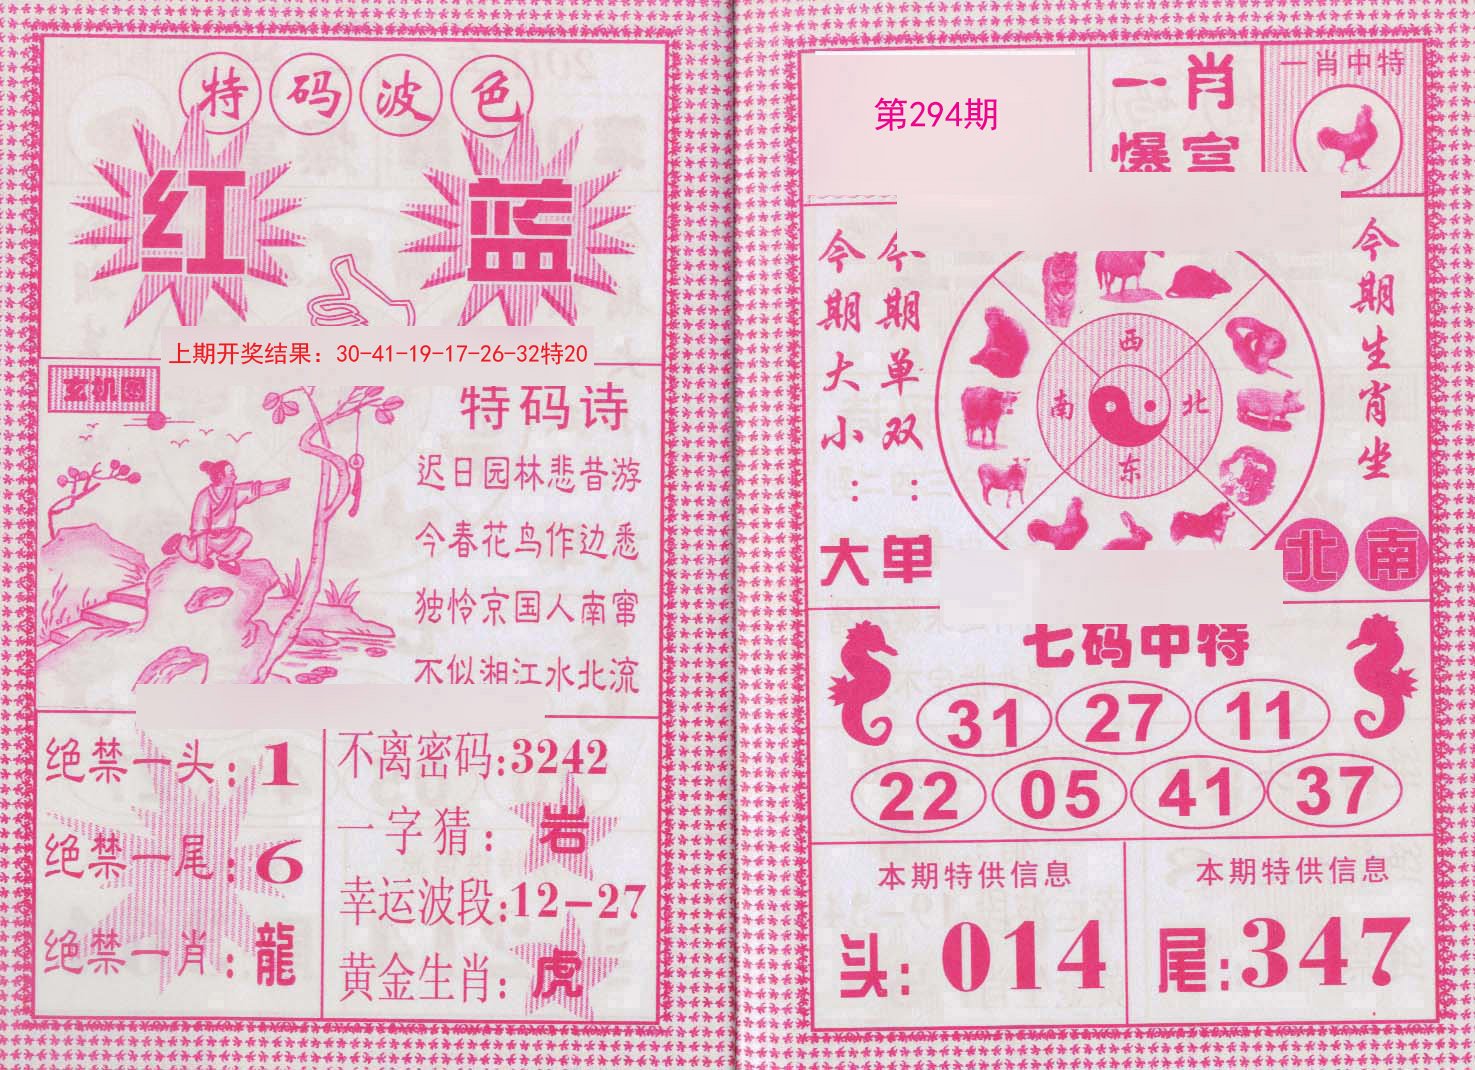 特码波色
红 蓝
上期开奖结果：30-41-19-17-26-32特20
玄机图
特码诗
迟日园林悲昔游
今春花鸟作边悉
独怜京国人南窜
不似湘江水北流
绝禁一头：1
绝禁一尾：6
绝禁一肖：龍
不离密码:3242
一字猜：岩
幸运波段:12-27
黄金生肖：虎
第294期
一肖
爆富
一肖中特
今期大小：大
今期单双：单
西
南 北
东
今期生肖坐
北南
七码中特
31 27 11
22 05 41 37
本期特供信息
头：014
本期特供信息
尾：347